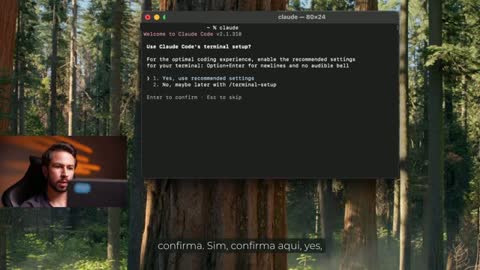 claude — 80×24
~ % claude
Welcome to Claude Code v2.1.318
Use Claude Code's terminal setup?
For the optimal coding experience, enable the recommended settings
for your terminal: Option+Enter for newlines and no audible bell
❯ 1. Yes, use recommended settings
2. No, maybe later with /terminal-setup
Enter to confirm · Esc to skip
confirma. Sim, confirma aqui, yes,